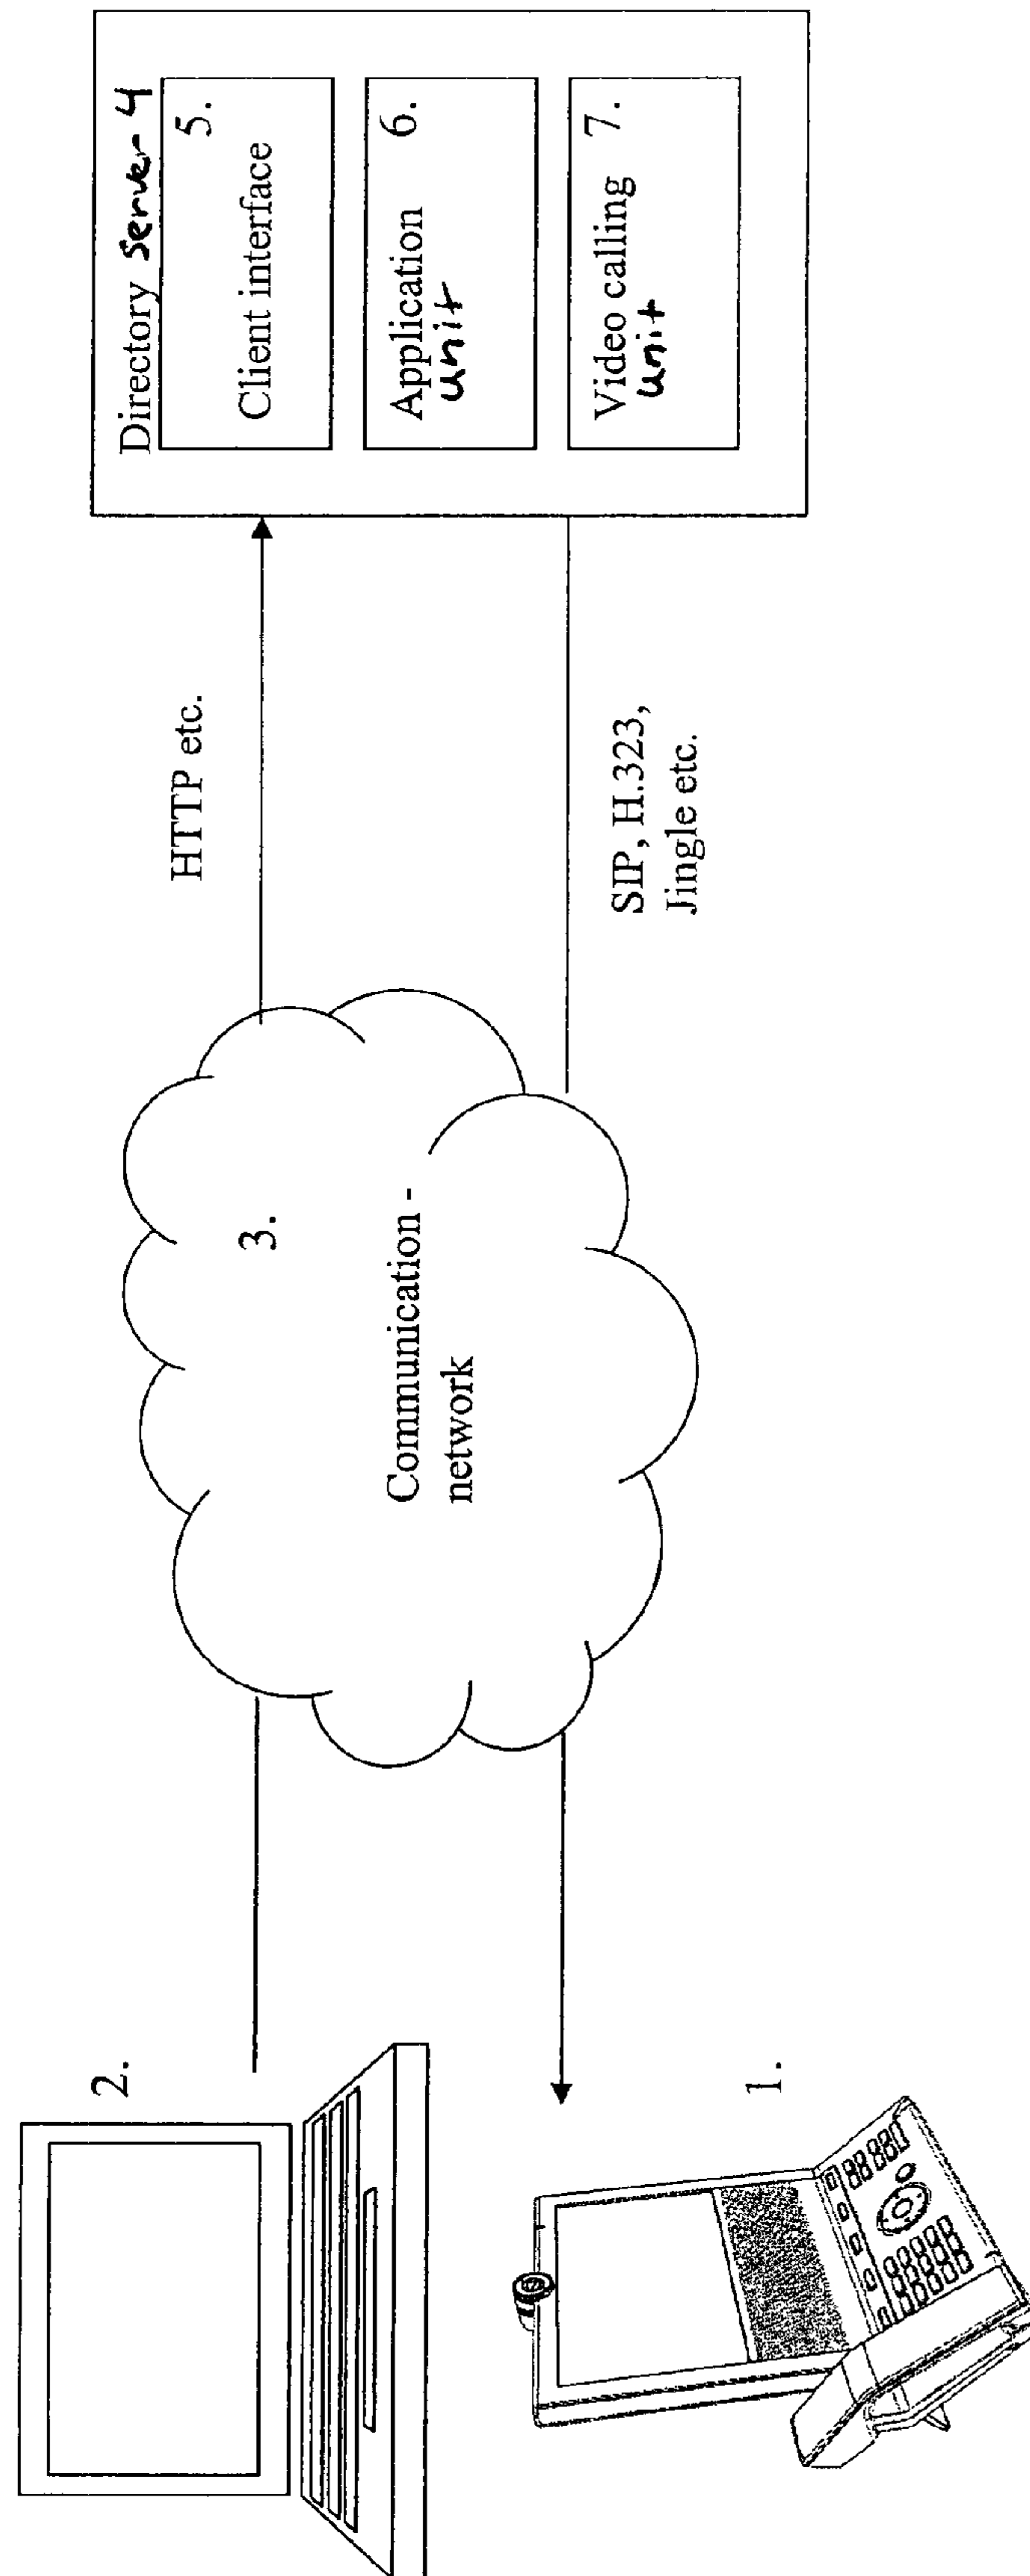 2.
1.
3.
Communication -
network
HTTP etc.
SIP, H.323,
Jingle etc.
Directory server 4
5.
Client interface
6.
Application
unit
7.
Video calling
unit